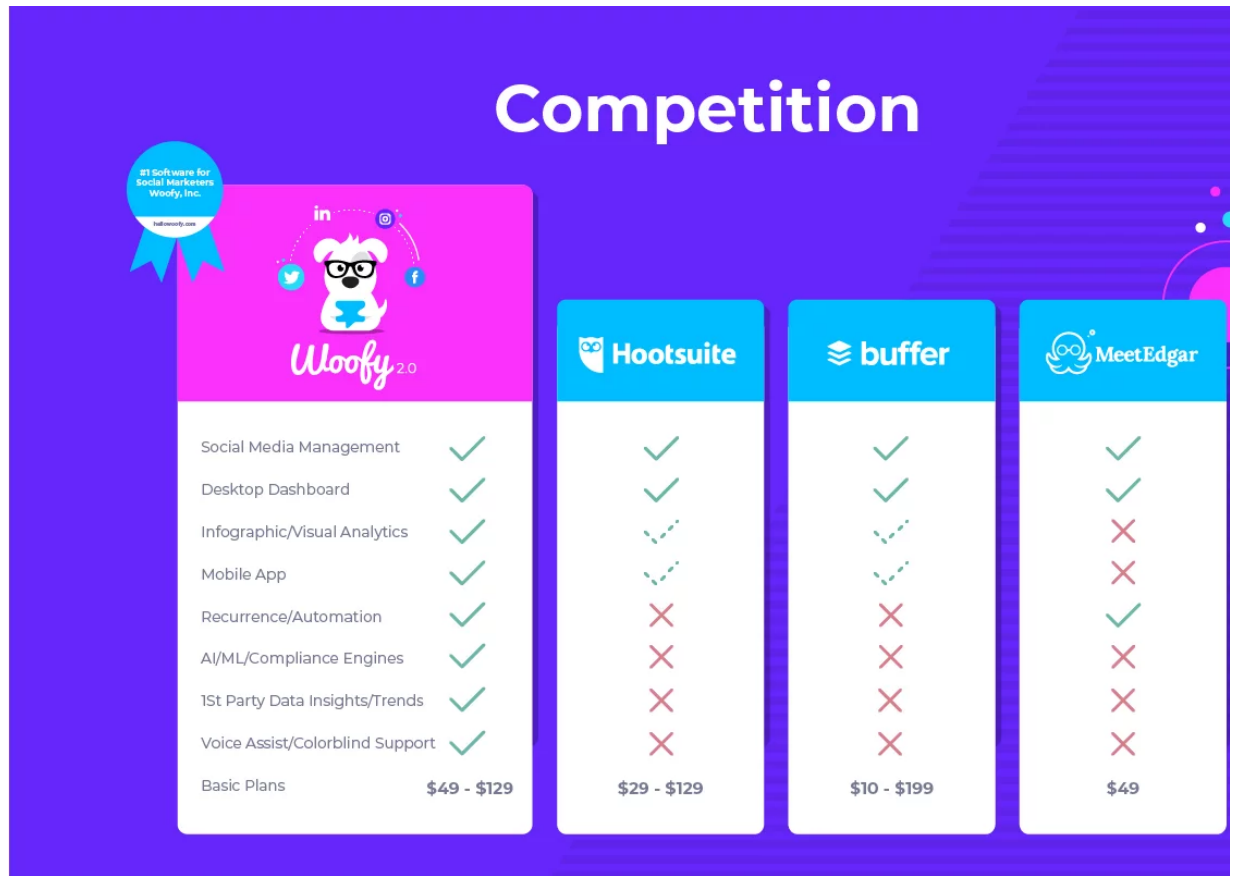 Competition
#1 Software for
Social Marketers
Woofy, Inc.
hellowoofy.com
in
f
Woofy 2.0
Hootsuite
buffer
MeetEdgar
Social Media Management
Desktop Dashboard
Infographic/Visual Analytics
Mobile App
Recurrence/Automation
AI/ML/Compliance Engines
1St Party Data Insights/Trends
Voice Assist/Colorblind Support
Basic Plans $49 - $129 $29 - $129 $10 - $199 $49